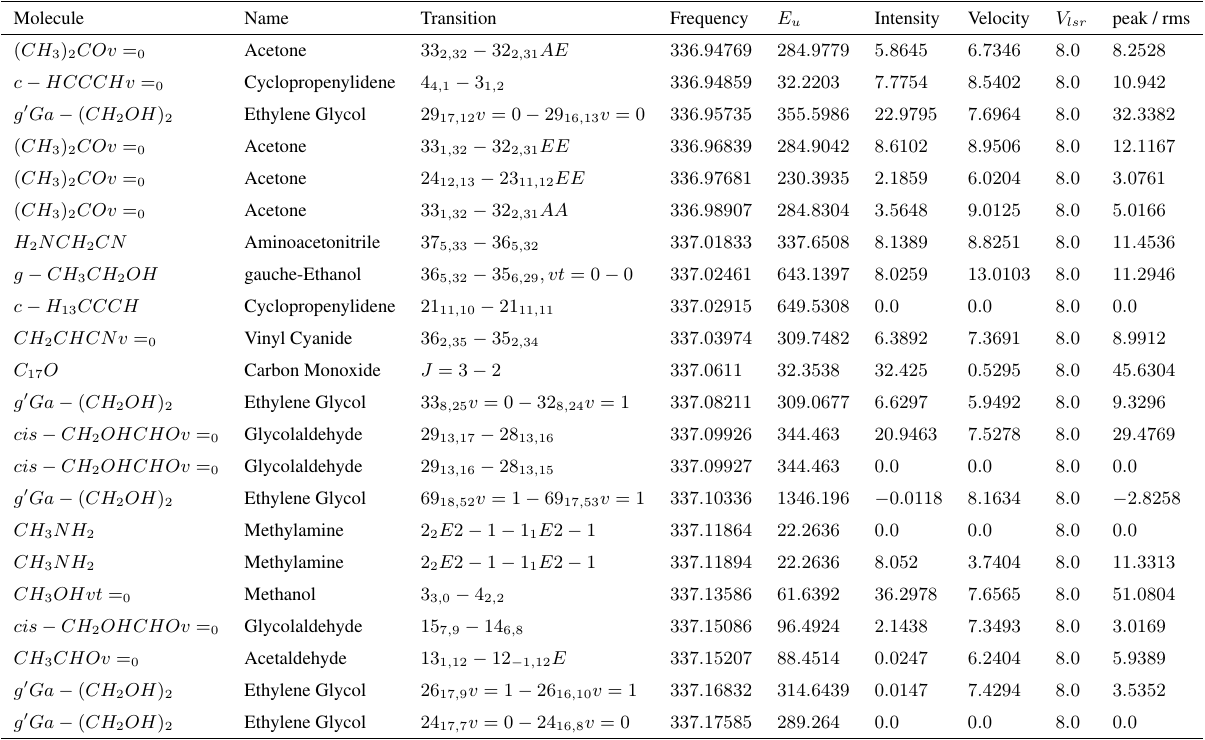 Molecule Name Transition Frequency E_u Intensity Velocity V_lsr peak / rms
(CH_3)_2COv =_0 Acetone 33_{2,32} − 32_{2,31}AE 336.94769 284.9779 5.8645 6.7346 8.0 8.2528
c − HCCCHv =_0 Cyclopropenylidene 4_{4,1} − 3_{1,2} 336.94859 32.2203 7.7754 8.5402 8.0 10.942
g′Ga − (CH_2OH)_2 Ethylene Glycol 29_{17,12}v = 0 − 29_{16,13}v = 0 336.95735 355.5986 22.9795 7.6964 8.0 32.3382
(CH_3)_2COv =_0 Acetone 33_{1,32} − 32_{2,31}EE 336.96839 284.9042 8.6102 8.9506 8.0 12.1167
(CH_3)_2COv =_0 Acetone 24_{12,13} − 23_{11,12}EE 336.97681 230.3935 2.1859 6.0204 8.0 3.0761
(CH_3)_2COv =_0 Acetone 33_{1,32} − 32_{2,31}AA 336.98907 284.8304 3.5648 9.0125 8.0 5.0166
H_2NCH_2CN Aminoacetonitrile 37_{5,33} − 36_{5,32} 337.01833 337.6508 8.1389 8.8251 8.0 11.4536
g − CH_3CH_2OH gauche-Ethanol 36_{5,32} − 35_{6,29}, vt = 0 − 0 337.02461 643.1397 8.0259 13.0103 8.0 11.2946
c − H_{13}CCCH Cyclopropenylidene 21_{11,10} − 21_{11,11} 337.02915 649.5308 0.0 0.0 8.0 0.0
CH_2CHCNv =_0 Vinyl Cyanide 36_{2,35} − 35_{2,34} 337.03974 309.7482 6.3892 7.3691 8.0 8.9912
C_{17}O Carbon Monoxide J = 3 − 2 337.0611 32.3538 32.425 0.5295 8.0 45.6304
g′Ga − (CH_2OH)_2 Ethylene Glycol 33_{8,25}v = 0 − 32_{8,24}v = 1 337.08211 309.0677 6.6297 5.9492 8.0 9.3296
cis − CH_2OHCHOv =_0 Glycolaldehyde 29_{13,17} − 28_{13,16} 337.09926 344.463 20.9463 7.5278 8.0 29.4769
cis − CH_2OHCHOv =_0 Glycolaldehyde 29_{13,16} − 28_{13,15} 337.09927 344.463 0.0 0.0 8.0 0.0
g′Ga − (CH_2OH)_2 Ethylene Glycol 69_{18,52}v = 1 − 69_{17,53}v = 1 337.10336 1346.196 −0.0118 8.1634 8.0 −2.8258
CH_3NH_2 Methylamine 2_2E2 − 1 − 1_1E2 − 1 337.11864 22.2636 0.0 0.0 8.0 0.0
CH_3NH_2 Methylamine 2_2E2 − 1 − 1_1E2 − 1 337.11894 22.2636 8.052 3.7404 8.0 11.3313
CH_3OHvt =_0 Methanol 3_{3,0} − 4_{2,2} 337.13586 61.6392 36.2978 7.6565 8.0 51.0804
cis − CH_2OHCHOv =_0 Glycolaldehyde 15_{7,9} − 14_{6,8} 337.15086 96.4924 2.1438 7.3493 8.0 3.0169
CH_3CHOv =_0 Acetaldehyde 13_{1,12} − 12_{−1,12}E 337.15207 88.4514 0.0247 6.2404 8.0 5.9389
g′Ga − (CH_2OH)_2 Ethylene Glycol 26_{17,9}v = 1 − 26_{16,10}v = 1 337.16832 314.6439 0.0147 7.4294 8.0 3.5352
g′Ga − (CH_2OH)_2 Ethylene Glycol 24_{17,7}v = 0 − 24_{16,8}v = 0 337.17585 289.264 0.0 0.0 8.0 0.0